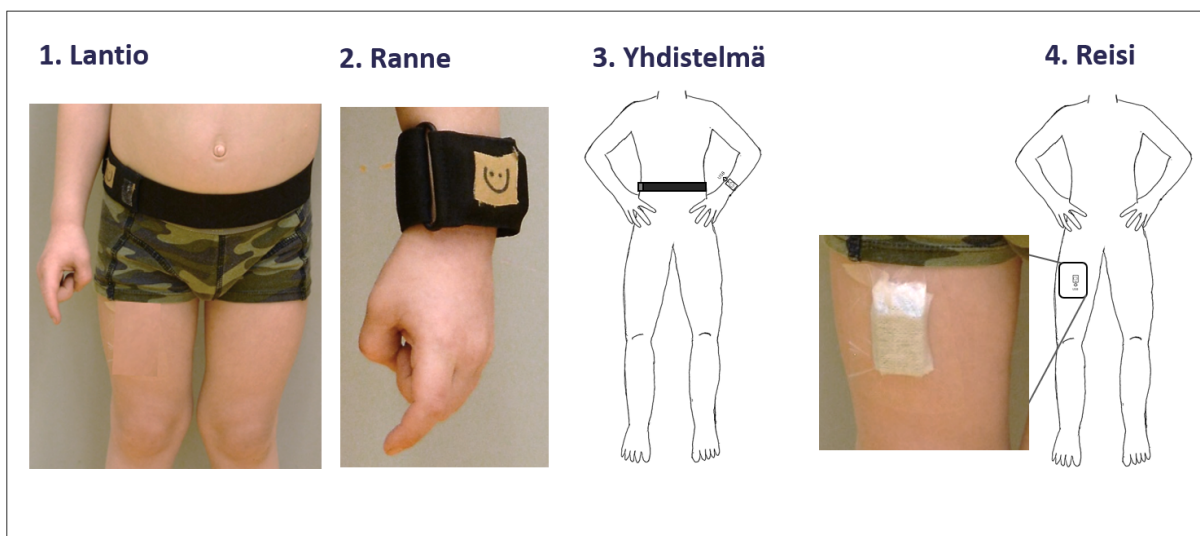 1. Lantio
2. Ranne
3. Yhdistelmä
4. Reisi